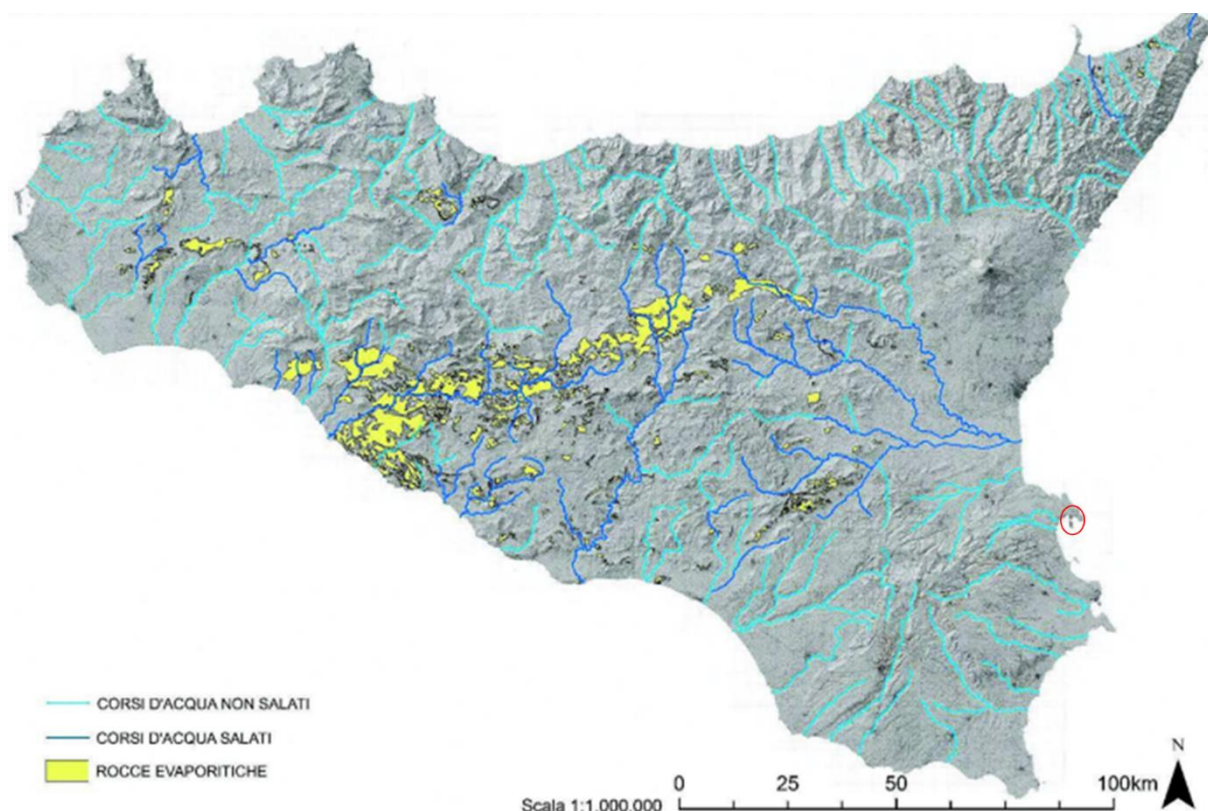 CORSI D'ACQUA NON SALATI
CORSI D'ACQUA SALATI
ROCCE EVAPORITICHE
N
0 25 50 100km
Scala 1:1.000.000